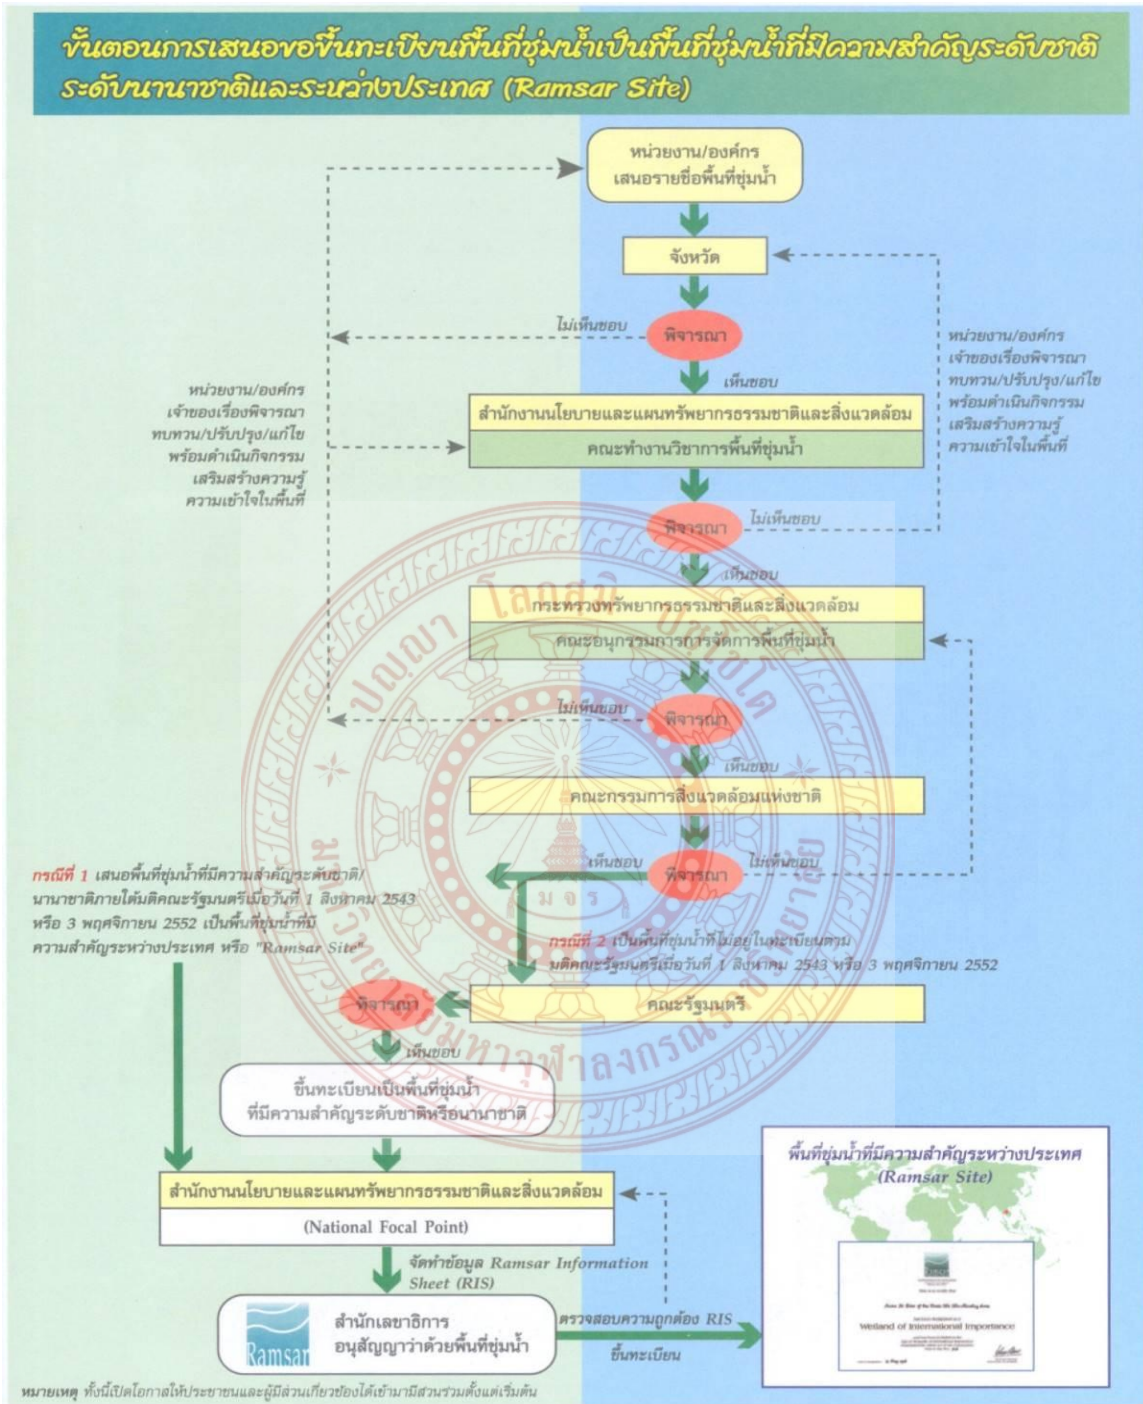 ขั้นตอนการเสนอขอขึ้นทะเบียนพื้นที่ชุ่มน้ำเป็นพื้นที่ชุ่มน้ำที่มีความสำคัญระดับชาติ
ระดับนานาชาติและระหว่างประเทศ (Ramsar Site)
หน่วยงาน/องค์กร
เสนอรายชื่อพื้นที่ชุ่มน้ำ
จังหวัด
ไม่เห็นชอบ
พิจารณา
เห็นชอบ
หน่วยงาน/องค์กร
เจ้าของเรื่องพิจารณา
ทบทวน/ปรับปรุง/แก้ไข
พร้อมดำเนินกิจกรรม
เสริมสร้างความรู้
ความเข้าใจในพื้นที่
หน่วยงาน/องค์กร
เจ้าของเรื่องพิจารณา
ทบทวน/ปรับปรุง/แก้ไข
พร้อมดำเนินกิจกรรม
เสริมสร้างความรู้
ความเข้าใจในพื้นที่
สำนักงานนโยบายและแผนทรัพยากรธรรมชาติและสิ่งแวดล้อม
คณะทำงานวิชาการพื้นที่ชุ่มน้ำ
พิจารณา
ไม่เห็นชอบ
เห็นชอบ
กระทรวงทรัพยากรธรรมชาติและสิ่งแวดล้อม
คณะอนุกรรมการการจัดการพื้นที่ชุ่มน้ำ
ไม่เห็นชอบ
พิจารณา
เห็นชอบ
คณะกรรมการสิ่งแวดล้อมแห่งชาติ
เห็นชอบ
พิจารณา
ไม่เห็นชอบ
กรณีที่ 1 เสนอพื้นที่ชุ่มน้ำที่มีความสำคัญระดับชาติ/
นานาชาติภายใต้มติคณะรัฐมนตรีเมื่อวันที่ 1 สิงหาคม 2543
หรือ 3 พฤศจิกายน 2552 เป็นพื้นที่ชุ่มน้ำที่มี
ความสำคัญระหว่างประเทศ หรือ "Ramsar Site"
กรณีที่ 2 เป็นพื้นที่ชุ่มน้ำที่ไม่อยู่ในทะเบียนตาม
มติคณะรัฐมนตรีเมื่อวันที่ 1 สิงหาคม 2543 หรือ 3 พฤศจิกายน 2552
พิจารณา
คณะรัฐมนตรี
เห็นชอบ
ขึ้นทะเบียนเป็นพื้นที่ชุ่มน้ำ
ที่มีความสำคัญระดับชาติหรือนานาชาติ
สำนักงานนโยบายและแผนทรัพยากรธรรมชาติและสิ่งแวดล้อม
(National Focal Point)
จัดทำข้อมูล Ramsar Information
Sheet (RIS)
Ramsar
สำนักเลขาธิการ
อนุสัญญาว่าด้วยพื้นที่ชุ่มน้ำ
ตรวจสอบความถูกต้อง RIS
ขึ้นทะเบียน
พื้นที่ชุ่มน้ำที่มีความสำคัญระหว่างประเทศ
(Ramsar Site)
Wetland of International Importance
หมายเหตุ ทั้งนี้เปิดโอกาสให้ประชาชนและผู้มีส่วนเกี่ยวข้องได้เข้ามามีส่วนร่วมตั้งแต่เริ่มต้น
ปญฺญา โลกสฺมิ ปชฺโชโต
ม จ ร
มหาวิทยาลัยมหาจุฬาลงกรณราชวิทยาลัย